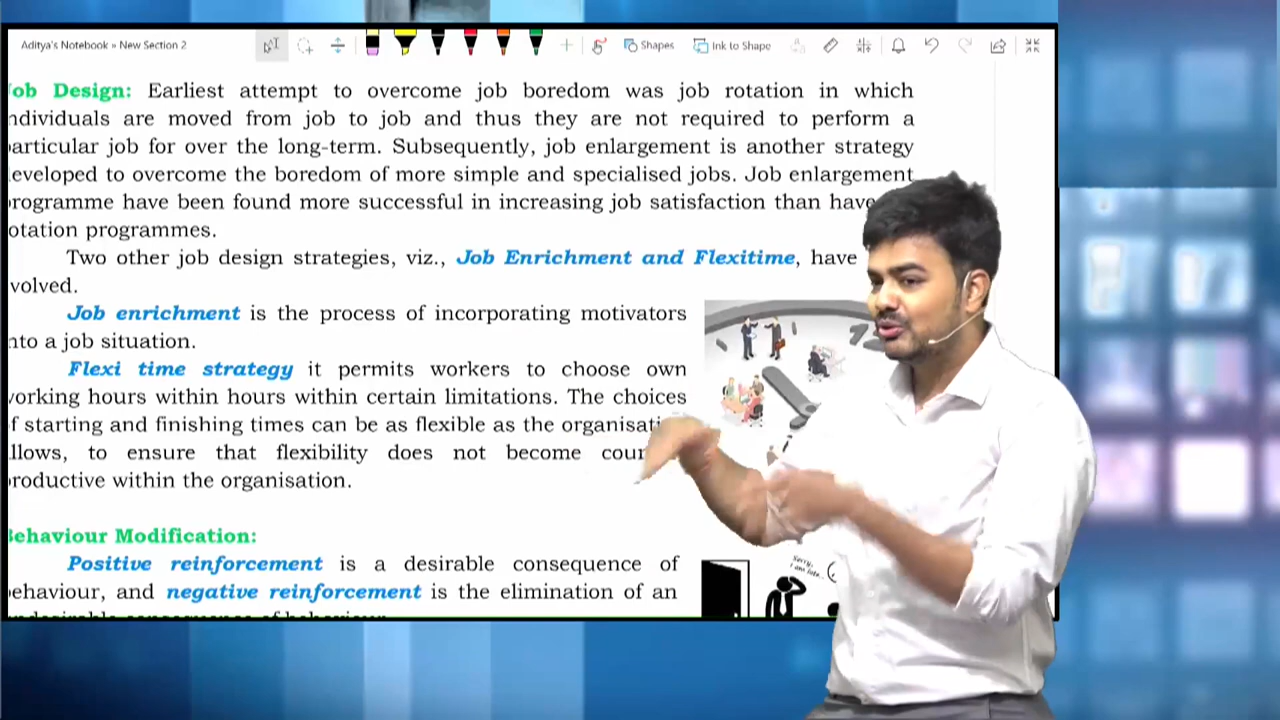 Aditya's Notebook » New Section 2
Shapes
Ink to Shape
ob Design: Earliest attempt to overcome job boredom was job rotation in which
ndividuals are moved from job to job and thus they are not required to perform a
articular job for over the long-term. Subsequently, job enlargement is another strategy
eveloped to overcome the boredom of more simple and specialised jobs. Job enlargement
rogramme have been found more successful in increasing job satisfaction than have
otation programmes.
Two other job design strategies, viz., Job Enrichment and Flexitime, have
volved.
Job enrichment is the process of incorporating motivators
nto a job situation.
Flexi time strategy it permits workers to choose own
vorking hours within hours within certain limitations. The choices
f starting and finishing times can be as flexible as the organisati
llows, to ensure that flexibility does not become coun
roductive within the organisation.
Behaviour Modification:
Positive reinforcement is a desirable consequence of
ehaviour, and negative reinforcement is the elimination of an
Sorry,
i am late...